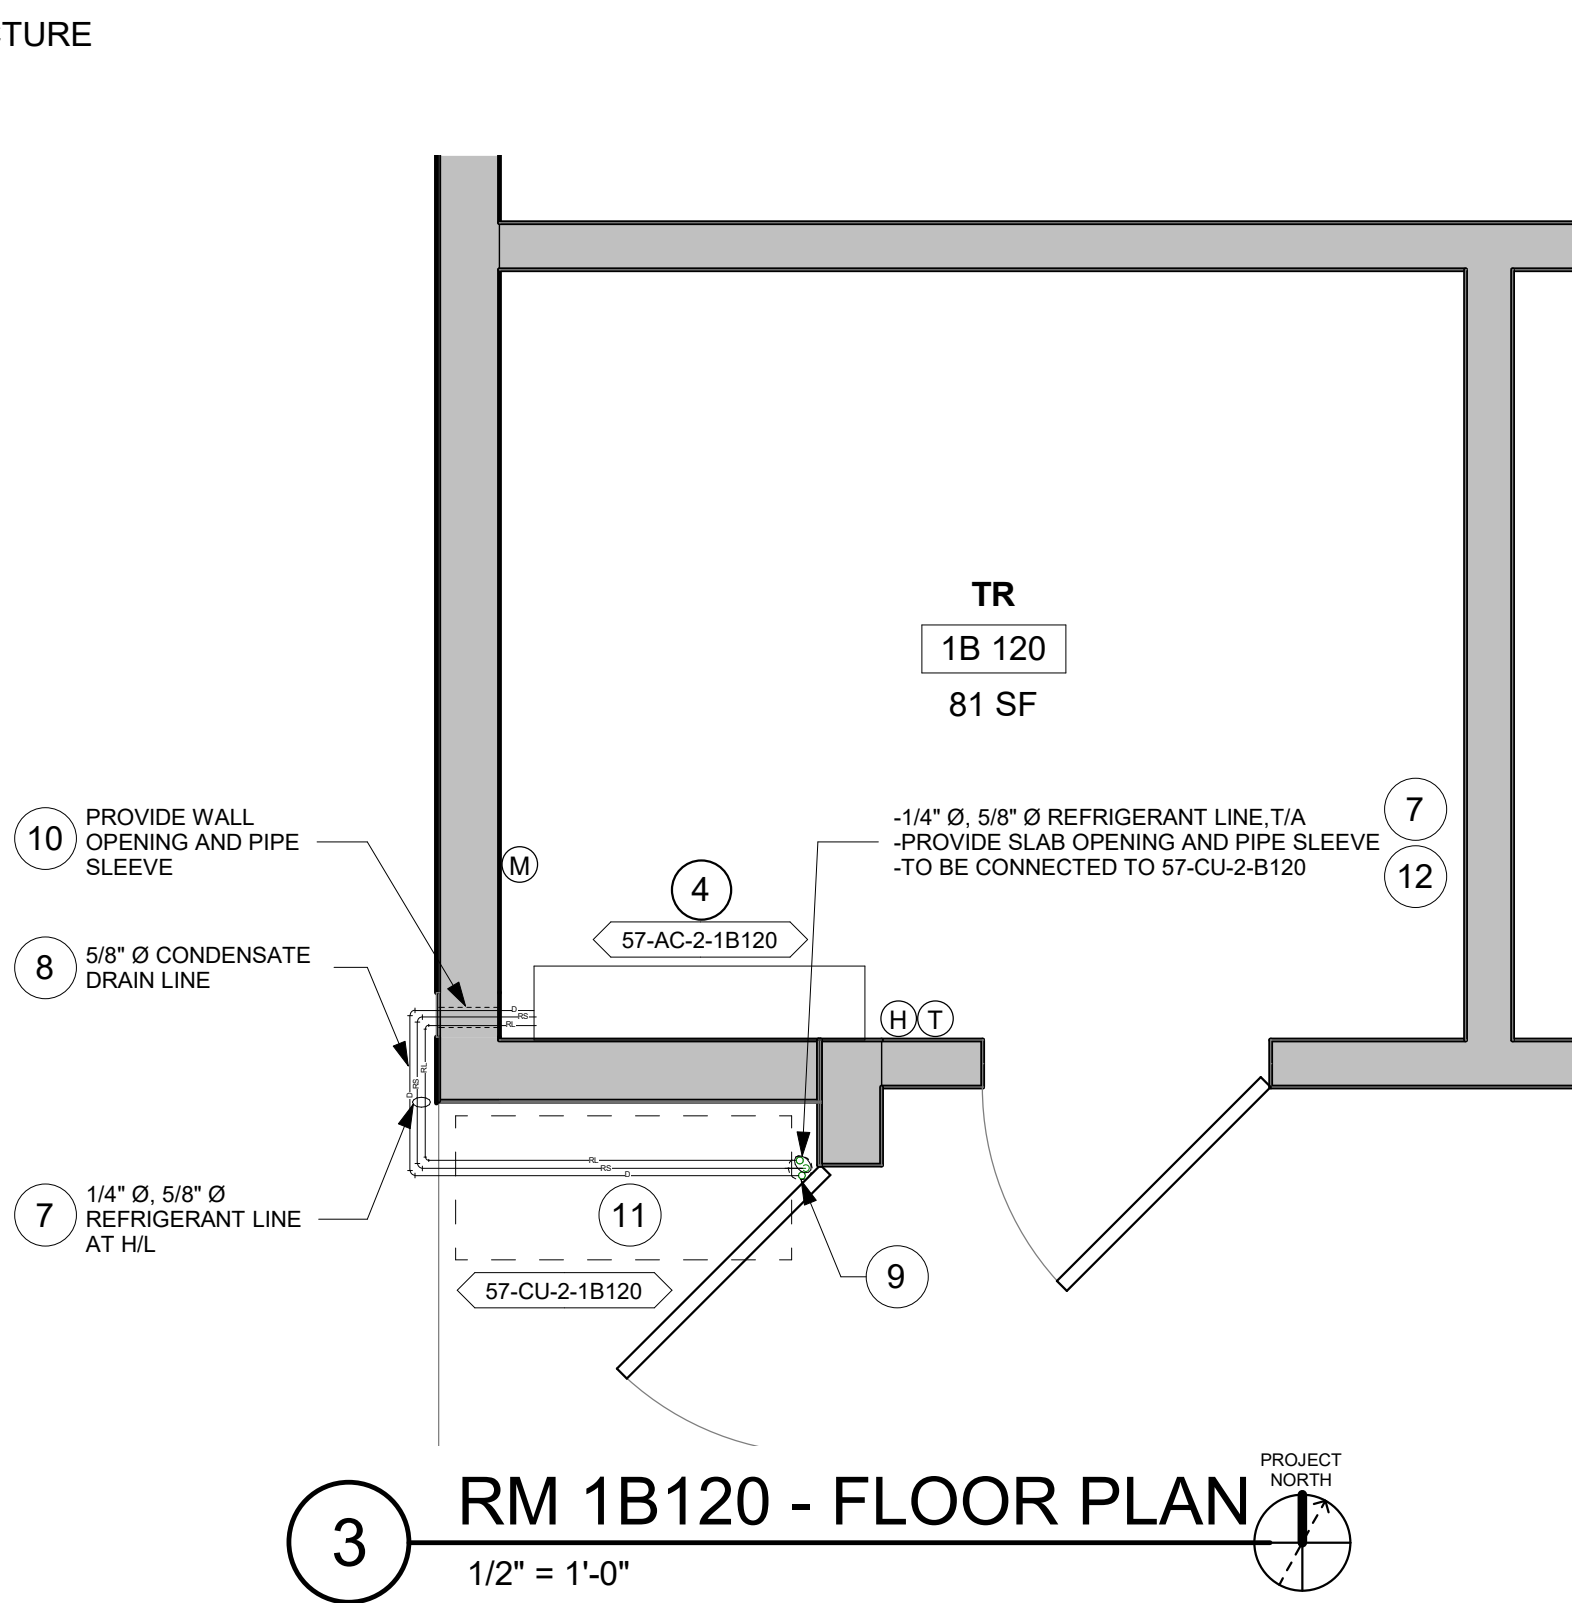 CTURE
TR
1B 120
81 SF
10
PROVIDE WALL
OPENING AND PIPE
SLEEVE
-1/4" Ø, 5/8" Ø REFRIGERANT LINE,T/A
-PROVIDE SLAB OPENING AND PIPE SLEEVE
-TO BE CONNECTED TO 57-CU-2-B120
7
12
M
4
57-AC-2-1B120
8
5/8" Ø CONDENSATE
DRAIN LINE
H
T
D
RS
RL
RL
RS
D
RL
RS
D
7
1/4" Ø, 5/8" Ø
REFRIGERANT LINE
AT H/L
11
9
57-CU-2-1B120
3
RM 1B120 - FLOOR PLAN
1/2" = 1'-0"
PROJECT
NORTH